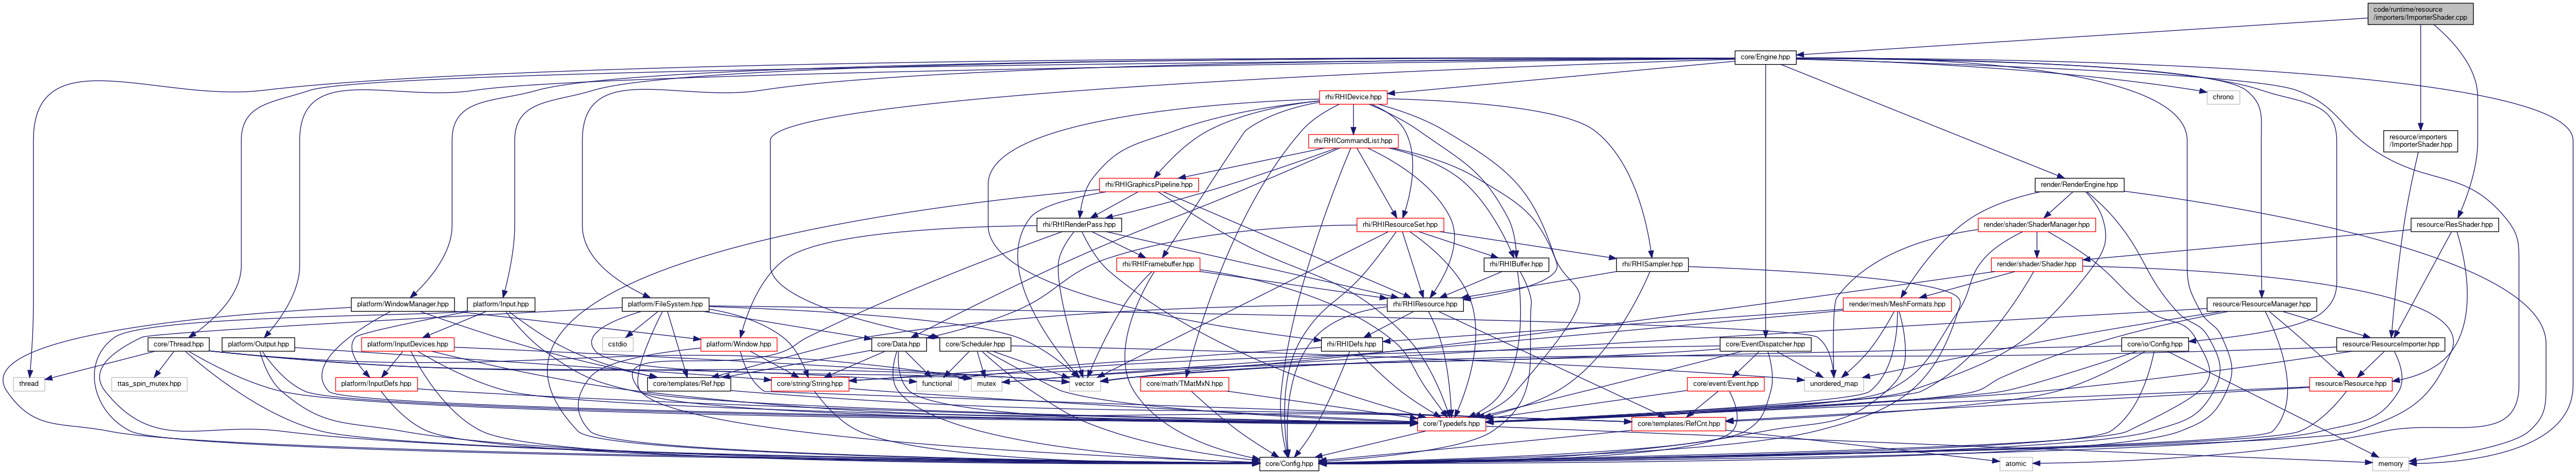 code/runtime/resource
/importers/ImporterShader.cpp
core/Engine.hpp
rhi/RHIDevice.hpp
chrono
rhi/RHICommandList.hpp
resource/importers
/ImporterShader.hpp
rhi/RHIGraphicsPipeline.hpp
render/RenderEngine.hpp
rhi/RHIRenderPass.hpp
rhi/RHIResourceSet.hpp
render/shader/ShaderManager.hpp
resource/ResShader.hpp
rhi/RHIFramebuffer.hpp
rhi/RHIBuffer.hpp
rhi/RHISampler.hpp
render/shader/Shader.hpp
platform/WindowManager.hpp
platform/Input.hpp
platform/FileSystem.hpp
rhi/RHIResource.hpp
render/mesh/MeshFormats.hpp
resource/ResourceManager.hpp
core/Thread.hpp
platform/Output.hpp
platform/InputDevices.hpp
cstdio
platform/Window.hpp
core/Data.hpp
core/Scheduler.hpp
rhi/RHIDefs.hpp
core/EventDispatcher.hpp
core/io/Config.hpp
resource/ResourceImporter.hpp
thread
ttas_spin_mutex.hpp
platform/InputDefs.hpp
core/templates/Ref.hpp
core/string/String.hpp
functional
mutex
vector
core/math/TMatMxN.hpp
unordered_map
core/event/Event.hpp
resource/Resource.hpp
core/Typedefs.hpp
core/templates/RefCnt.hpp
core/Config.hpp
atomic
memory